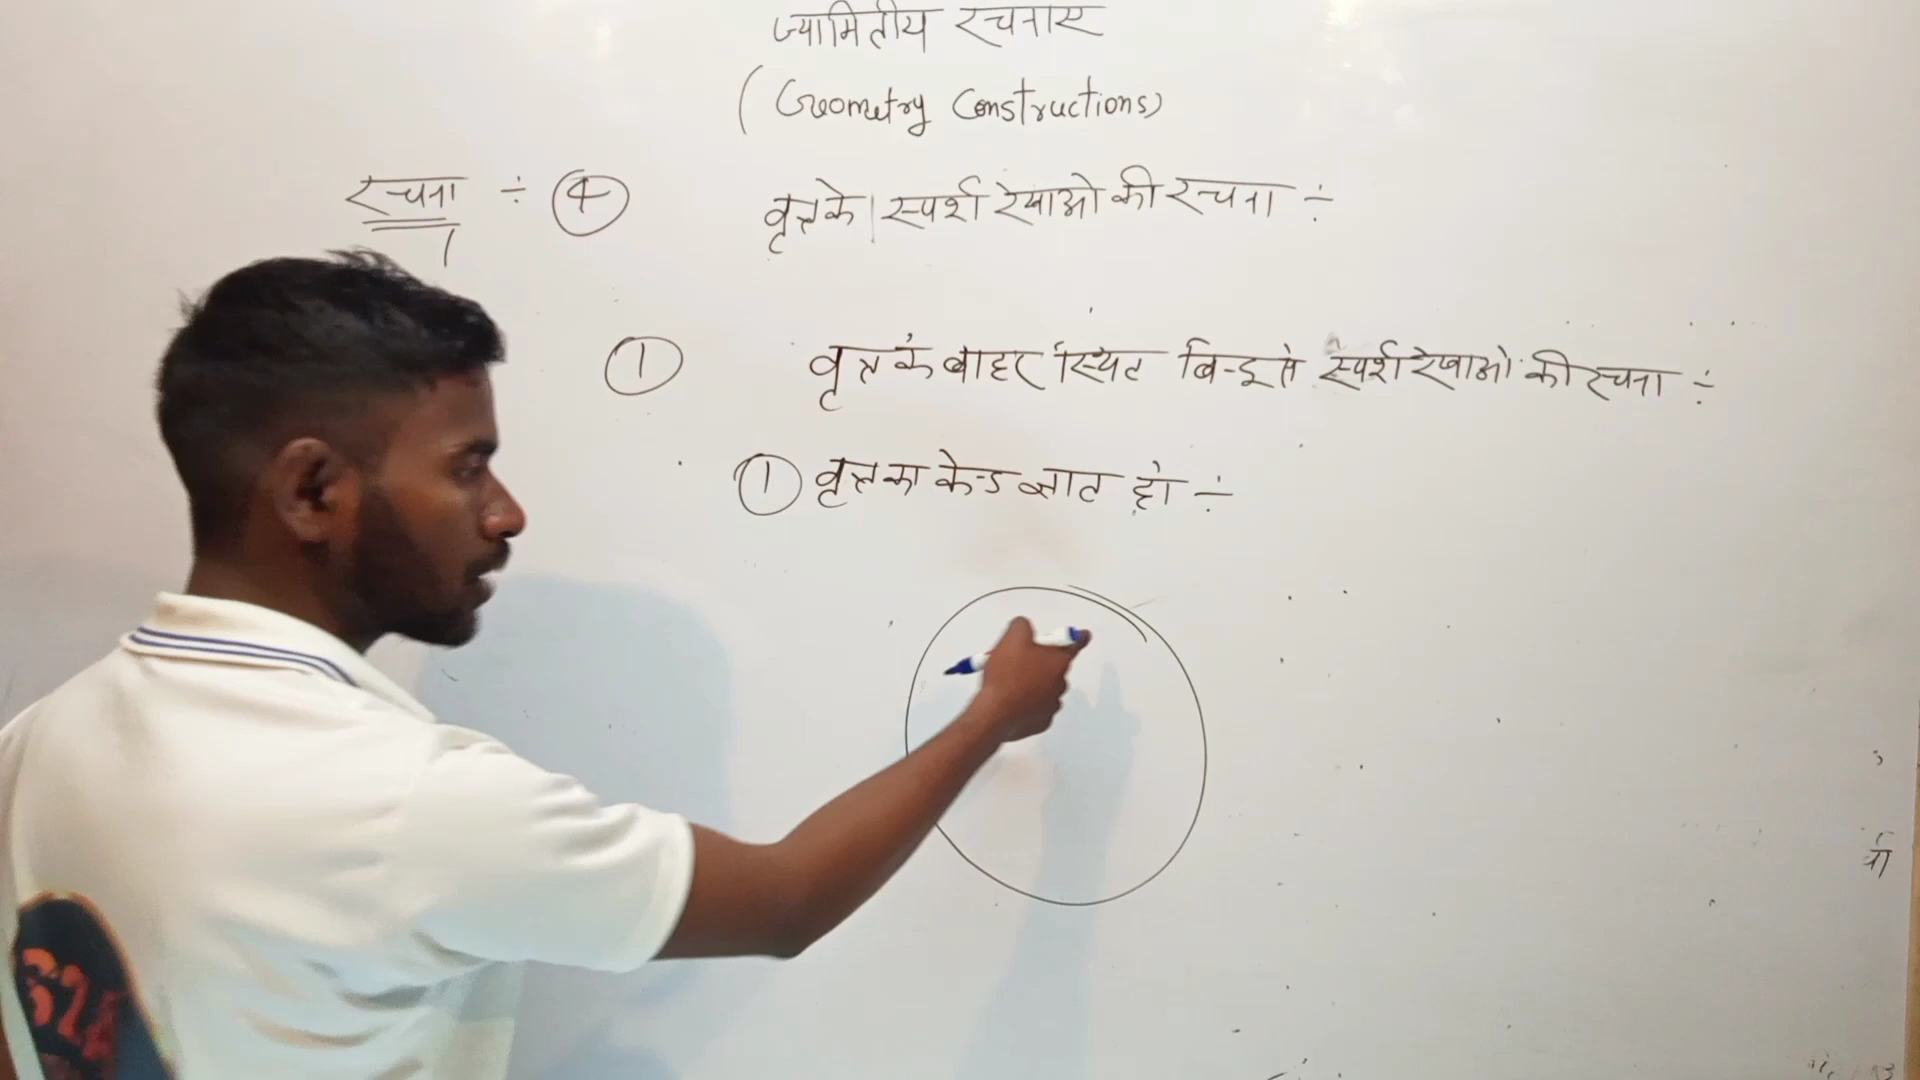 ज्यामितीय रचनाए
(Geometry Constructions)
रचना ÷ ④ वृत्त के स्पर्श रेखाओ की रचना ÷
① वृत्त के बाहर स्थित बिन्दु से स्पर्श रेखाओ की रचना ÷
① वृत्त का केन्द्र ज्ञात हो ÷